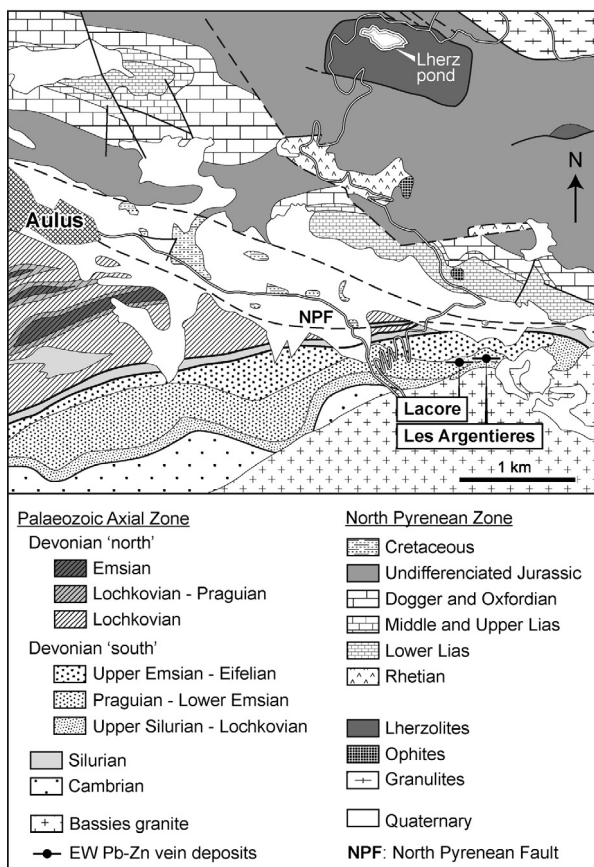 Lherz
pond
N
Aulus
NPF
Lacore
Les Argentieres
1 km
Palaeozoic Axial Zone
Devonian 'north'
Emsian
Lochkovian - Praguian
Lochkovian
Devonian 'south'
Upper Emsian - Eifelian
Praguian - Lower Emsian
Upper Silurian - Lochkovian
Silurian
Cambrian
Bassies granite
EW Pb-Zn vein deposits
North Pyrenean Zone
Cretaceous
Undifferenciated Jurassic
Dogger and Oxfordian
Middle and Upper Lias
Lower Lias
Rhetian
Lherzolites
Ophites
Granulites
Quaternary
NPF: North Pyrenean Fault